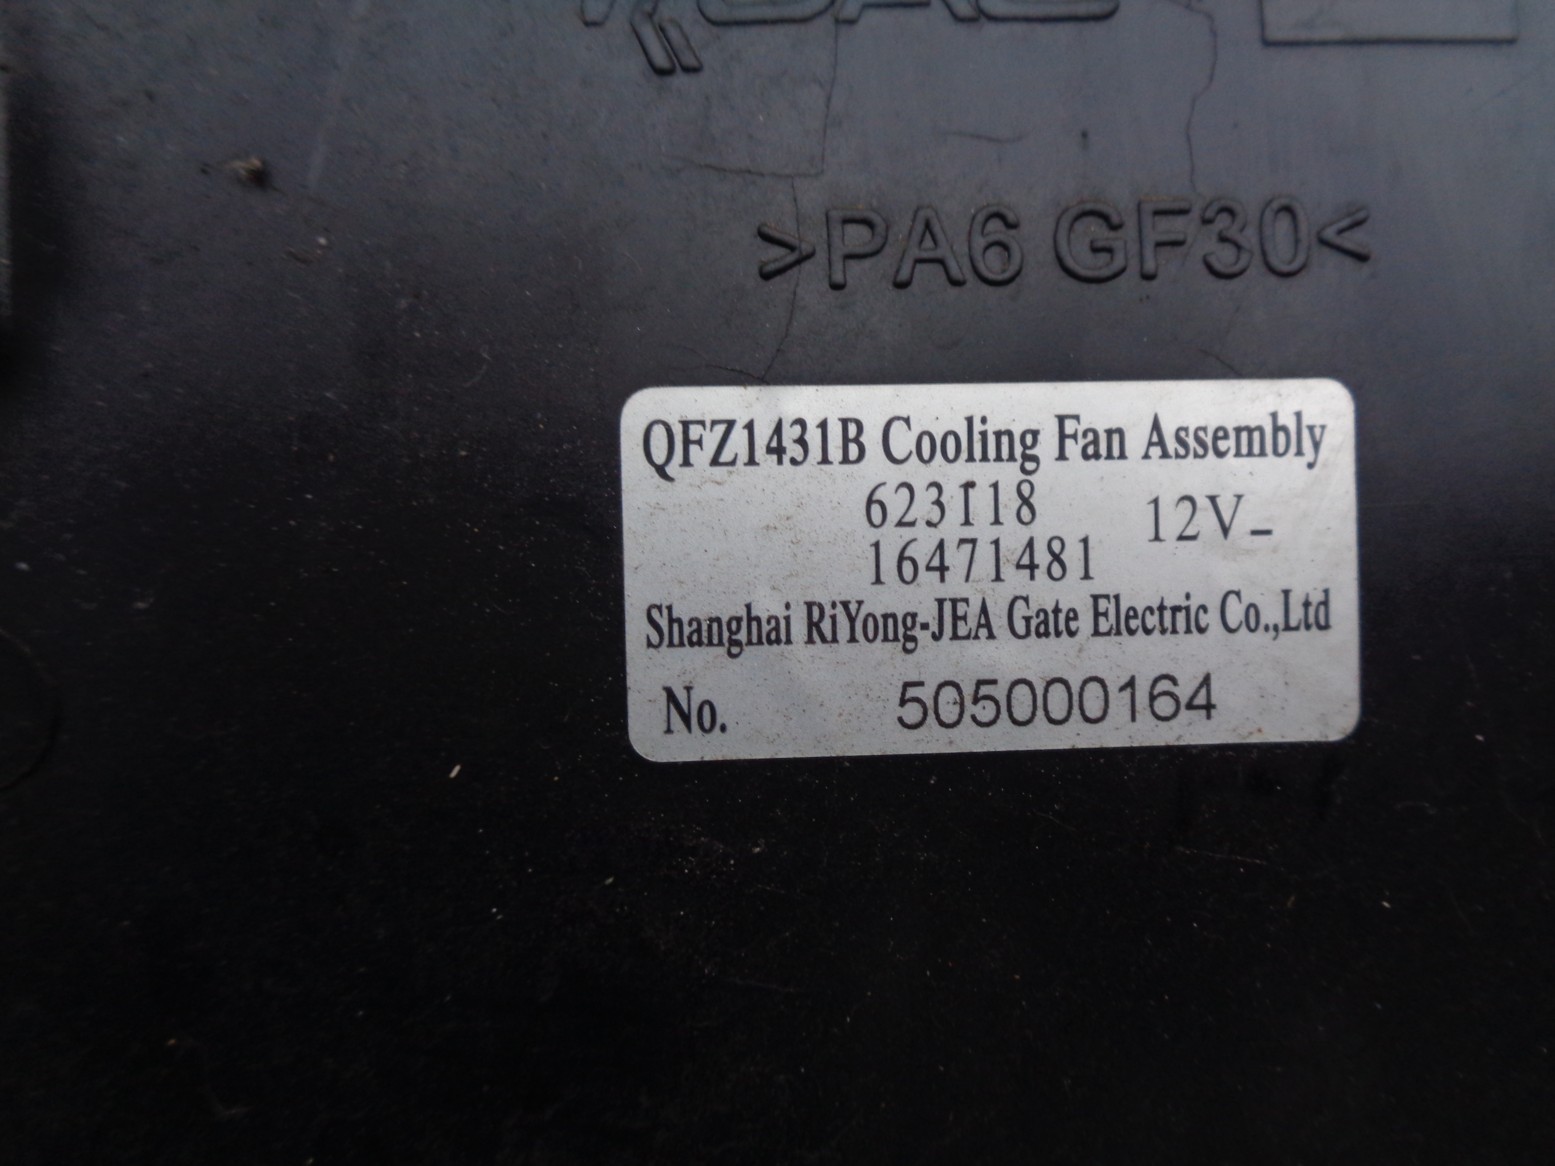 >PA6 GF30<
QFZ1431B Cooling Fan Assembly
623118
12V-
16471481
Shanghai RiYong-JEA Gate Electric Co.,Ltd
No. 505000164